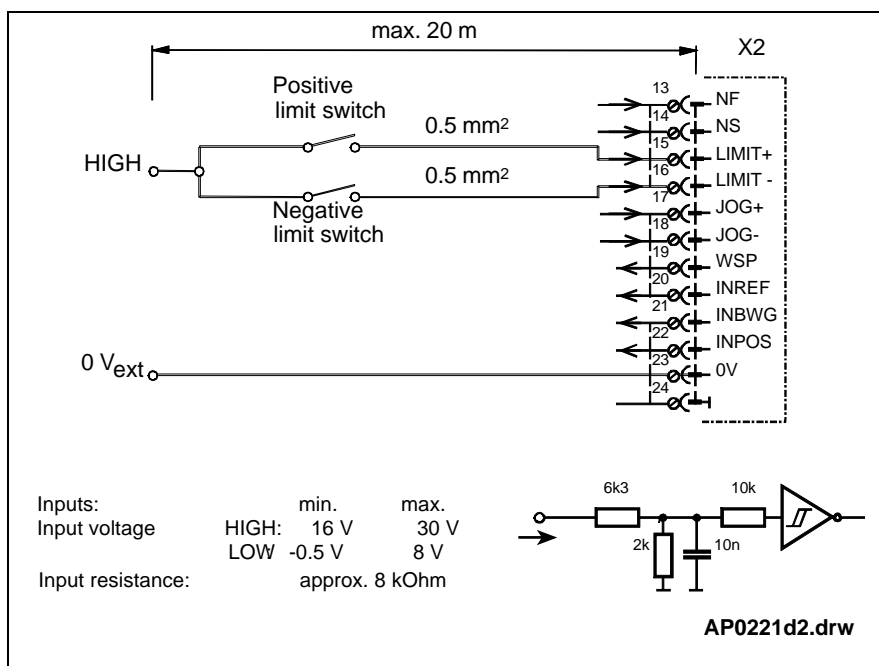 max. 20 m
X2
Positive
limit switch
0.5 mm2
HIGH
0.5 mm2
Negative
limit switch
13
NF
14
NS
15
LIMIT+
16
LIMIT -
17
JOG+
18
JOG-
19
WSP
20
INREF
21
INBWG
22
INPOS
23
0V
24
0 Vext
Inputs: min. max.
Input voltage HIGH: 16 V 30 V
LOW -0.5 V 8 V
Input resistance: approx. 8 kOhm
6k3
10k
2k
10n
AP0221d2.drw